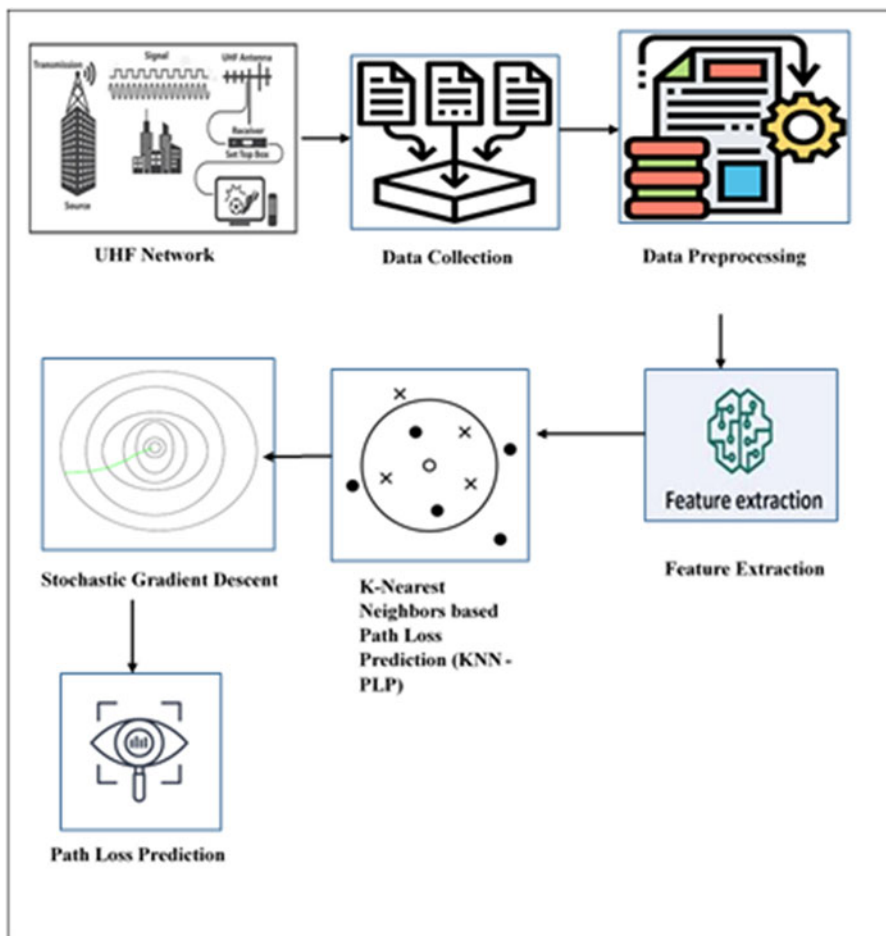 Transmission
Signal
UHF Antenna
Receiver
Set Top Box
Source
UHF Network
Data Collection
Data Preprocessing
Feature extraction
Feature Extraction
K-Nearest
Neighbors based
Path Loss
Prediction (KNN -
PLP)
Stochastic Gradient Descent
Path Loss Prediction